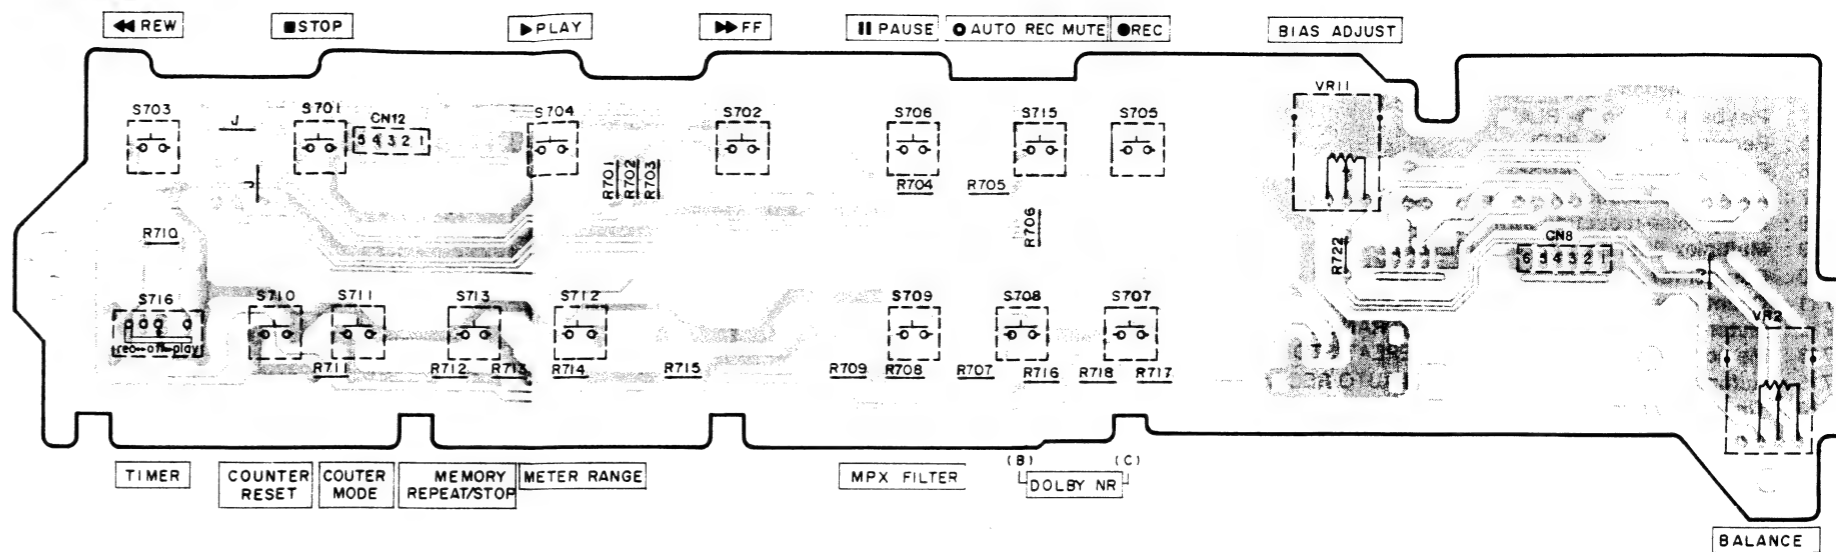 ◀◀ REW
■ STOP
▶ PLAY
▶▶ FF
II PAUSE
AUTO REC MUTE
● REC
BIAS ADJUST
S703
J
S701
CN12
5 4 3 2 1
S704
S702
S706
S715
S705
VR11
J
R701
R702
R703
R704
R705
R706
R710
R722
CN8
6 5 4 3 2 1
J
S716
rec-off-play
S710
S711
S713
S712
S709
S708
S707
VR2
R711
R712
R713
R714
R715
R709
R708
R707
R716
R718
R717
TIMER
COUNTER
RESET
COUTER
MODE
MEMORY
REPEAT/STOP
METER RANGE
MPX FILTER
(B)
(C)
DOLBY NR
BALANCE